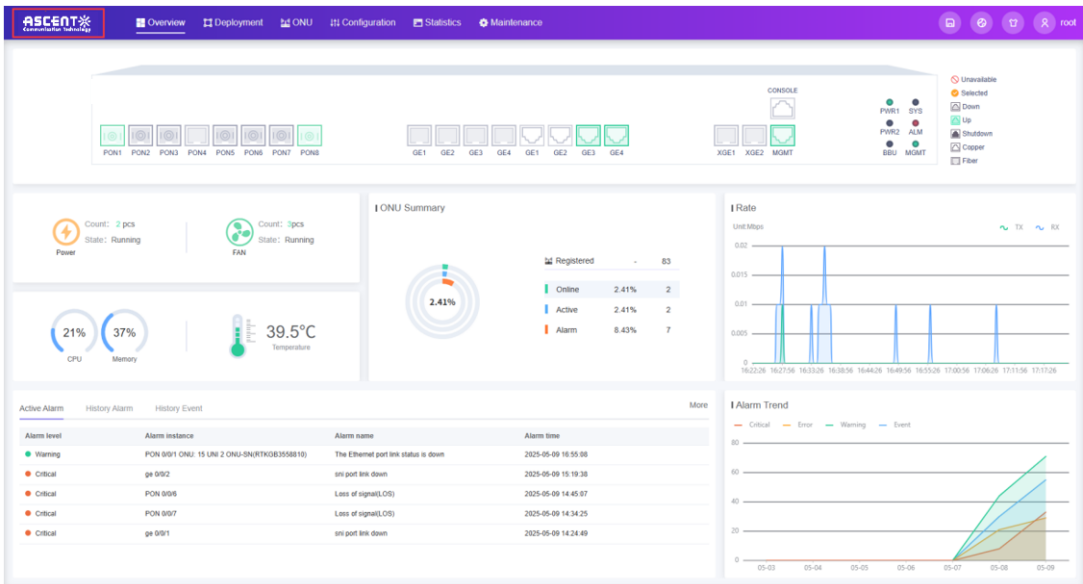 ASCENT
Communication Technology
Overview Deployment ONU Configuration Statistics Maintenance root
CONSOLE
PWR1 SYS
PWR2 ALM
BBU MGMT
PON1 PON2 PON3 PON4 PON5 PON6 PON7 PON8 GE1 GE2 GE3 GE4 GE1 GE2 GE3 GE4 XGE1 XGE2 MGMT
Unavailable
Selected
Down
Up
Shutdown
Copper
Fiber
Count: 2 pcs
State: Running
Power
Count: 3pcs
State: Running
FAN
21%
CPU
37%
Memory
39.5°C
Temperature
ONU Summary
2.41%
Registered - 83
Online 2.41% 2
Active 2.41% 2
Alarm 8.43% 7
Rate
Unit:Mbps
TX RX
0.02
0.015
0.01
0.005
0
16:22:26 16:27:56 16:33:26 16:38:56 16:44:26 16:49:56 16:55:26 17:00:56 17:06:26 17:11:56 17:17:26
Active Alarm History Alarm History Event More
Alarm level Alarm instance Alarm name Alarm time
Warning PON 0/0/1 ONU: 15 UNI 2 ONU-SN(RTKGB3558810) The Ethernet port link status is down 2025-05-09 16:55:08
Critical ge 0/0/2 sni port link down 2025-05-09 15:19:38
Critical PON 0/0/6 Loss of signal(LOS) 2025-05-09 14:45:07
Critical PON 0/0/7 Loss of signal(LOS) 2025-05-09 14:34:25
Critical ge 0/0/1 sni port link down 2025-05-09 14:24:49
Alarm Trend
Critical Error Warning Event
80
60
40
20
0
05-03 05-04 05-05 05-06 05-07 05-08 05-09